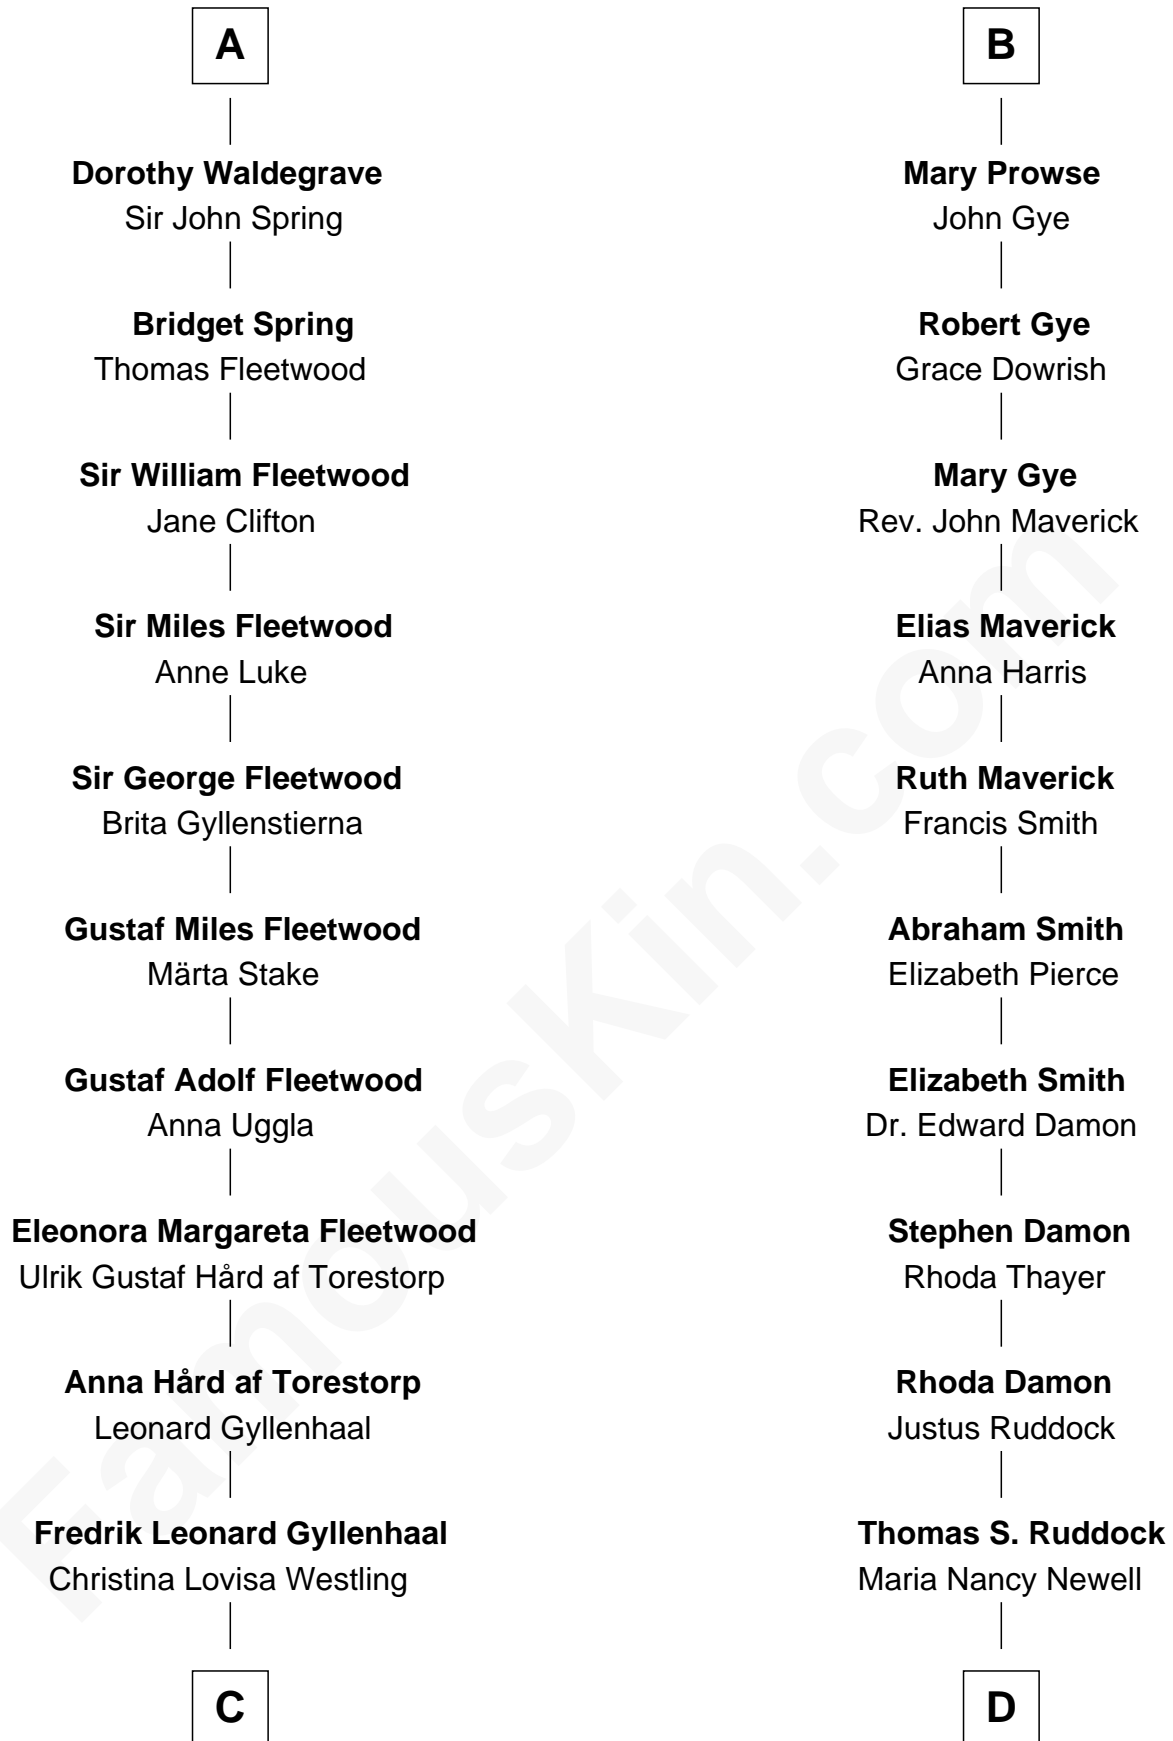 A
Dorothy Waldegrave
Sir John Spring
Bridget Spring
Thomas Fleetwood
Sir William Fleetwood
Jane Clifton
Sir Miles Fleetwood
Anne Luke
Sir George Fleetwood
Brita Gyllenstierna
Gustaf Miles Fleetwood
Märta Stake
Gustaf Adolf Fleetwood
Anna Uggla
Eleonora Margareta Fleetwood
Ulrik Gustaf Hård af Torestorp
Anna Hård af Torestorp
Leonard Gyllenhaal
Fredrik Leonard Gyllenhaal
Christina Lovisa Westling
C
B
Mary Prowse
John Gye
Robert Gye
Grace Dowrish
Mary Gye
Rev. John Maverick
Elias Maverick
Anna Harris
Ruth Maverick
Francis Smith
Abraham Smith
Elizabeth Pierce
Elizabeth Smith
Dr. Edward Damon
Stephen Damon
Rhoda Thayer
Rhoda Damon
Justus Ruddock
Thomas S. Ruddock
Maria Nancy Newell
D
FamousKin.com